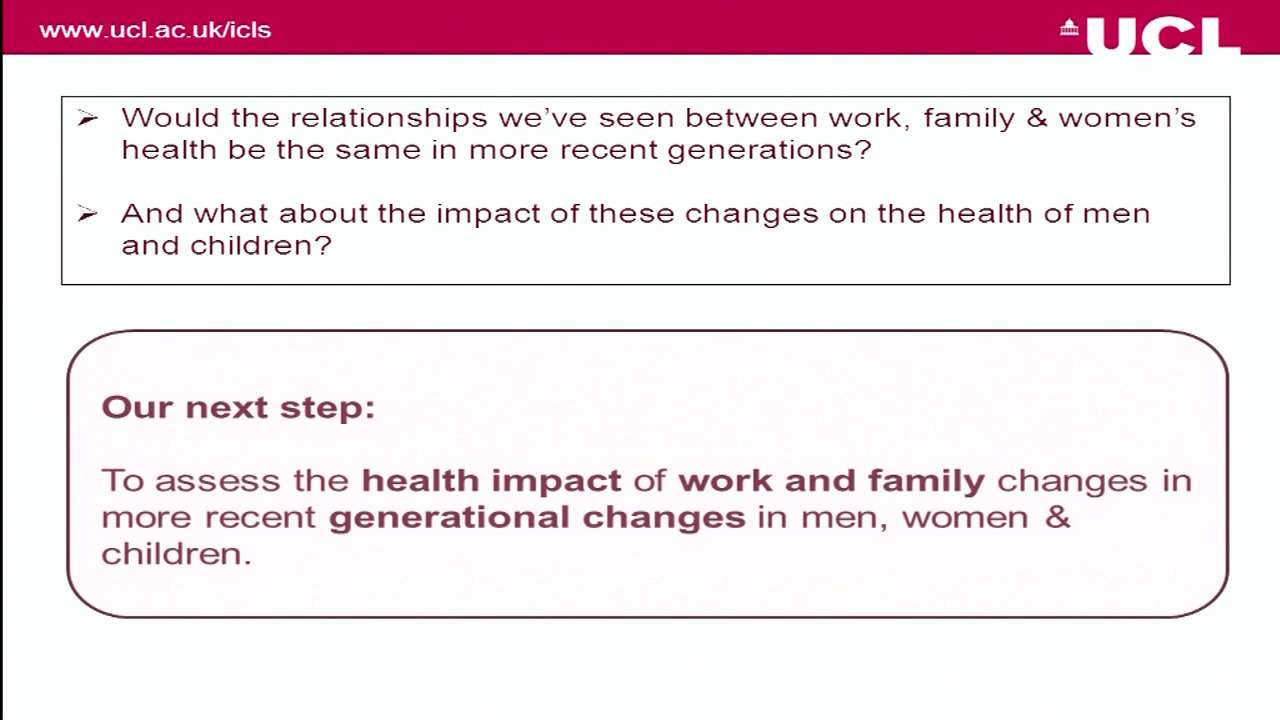 www.ucl.ac.uk/icls
UCL
➢ Would the relationships we’ve seen between work, family & women’s
health be the same in more recent generations?
➢ And what about the impact of these changes on the health of men
and children?
Our next step:
To assess the health impact of work and family changes in
more recent generational changes in men, women &
children.